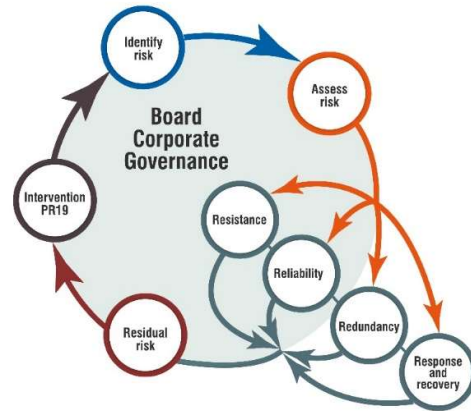 Identify
risk
Assess
risk
Board
Corporate
Governance
Intervention
PR19
Resistance
Reliability
Residual
risk
Redundancy
Response
and
recovery